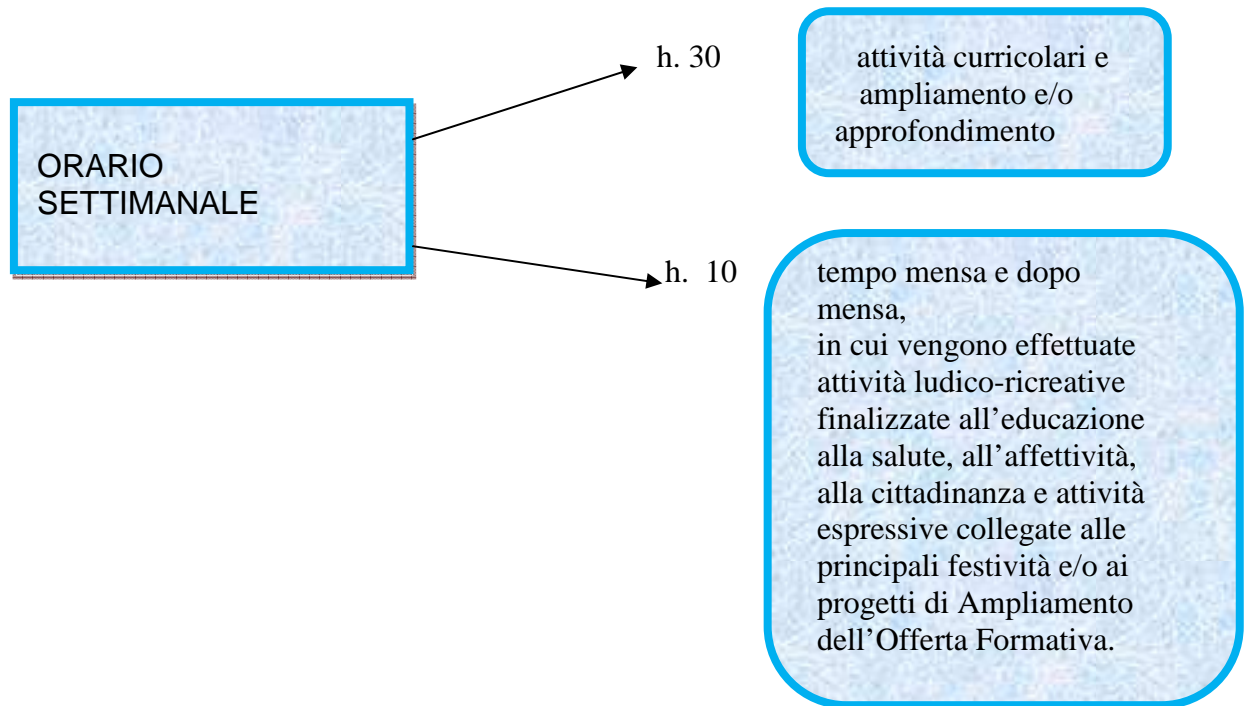 ORARIO
SETTIMANALE
h. 30
attività curricolari e
ampliamento e/o
approfondimento
h. 10
tempo mensa e dopo
mensa,
in cui vengono effettuate
attività ludico-ricreative
finalizzate all’educazione
alla salute, all’affettività,
alla cittadinanza e attività
espressive collegate alle
principali festività e/o ai
progetti di Ampliamento
dell’Offerta Formativa.